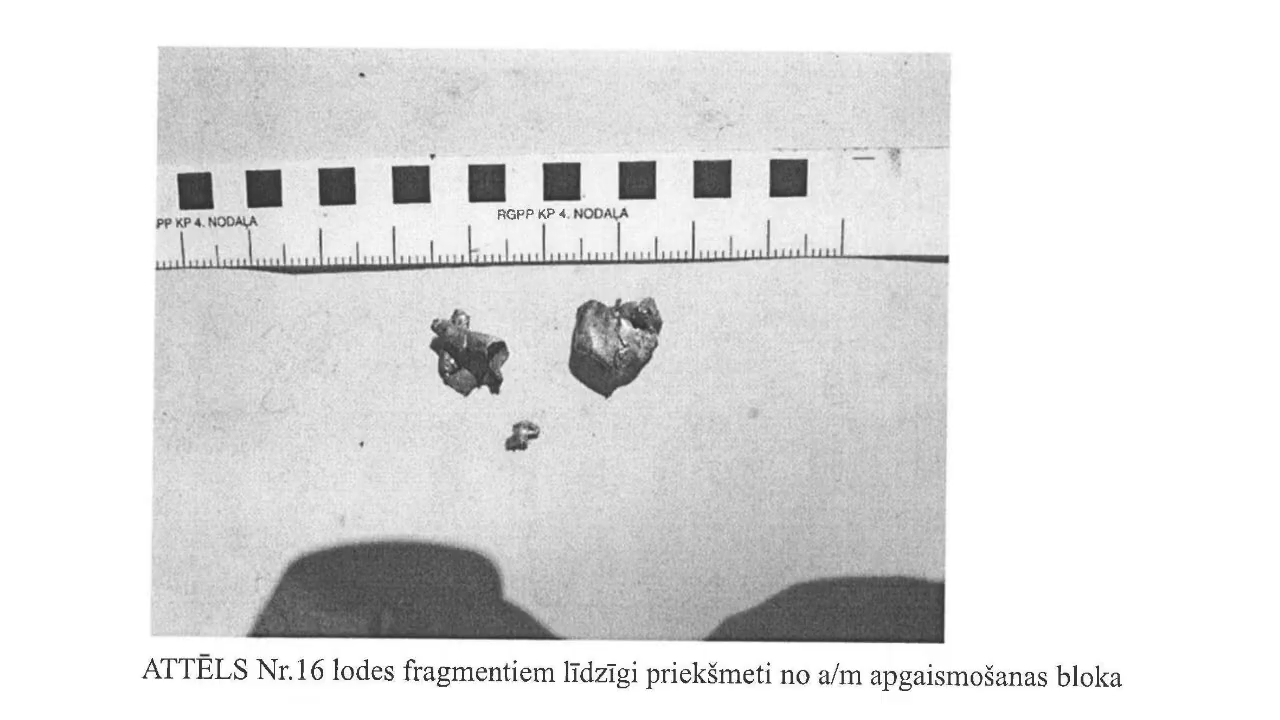 PP KP 4. NODAĻA
RGPP KP 4. NODAĻA
ATTĒLS Nr.16 lodes fragmentiem līdzīgi priekšmeti no a/m apgaismošanas bloka